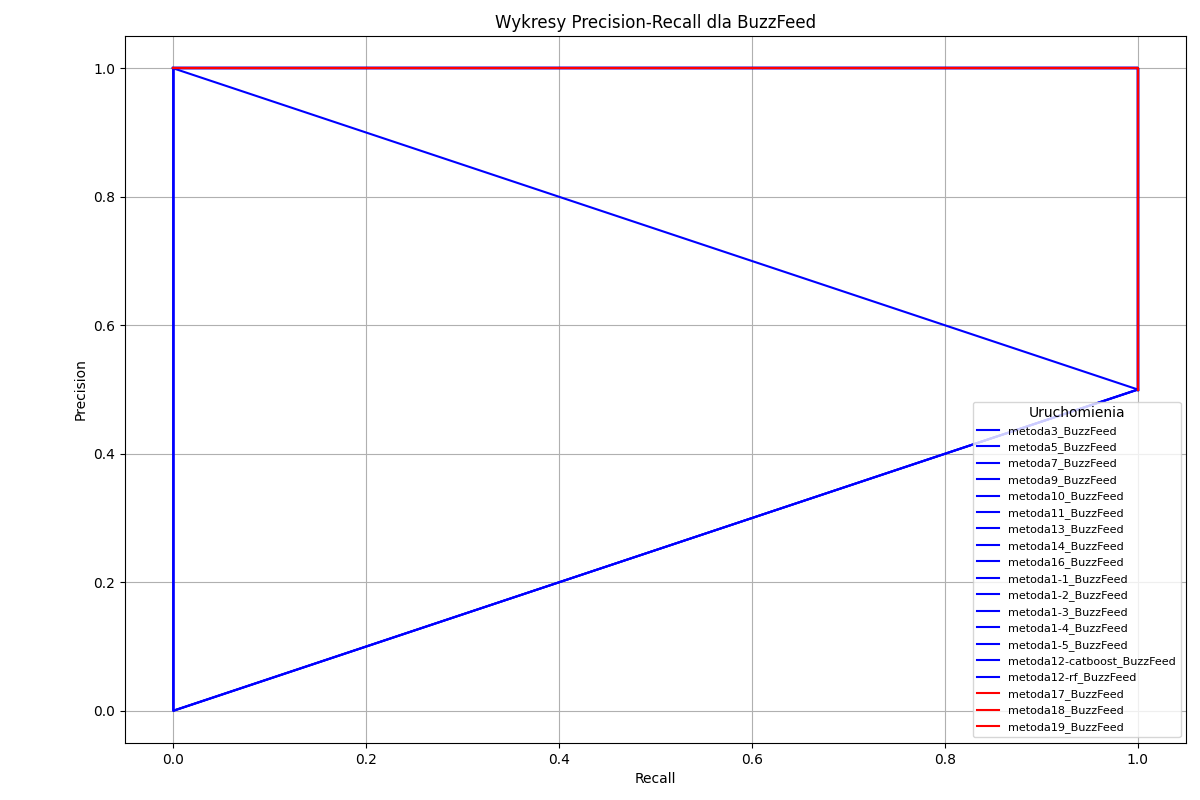 Wykresy Precision-Recall dla BuzzFeed
1.0
0.8
0.6
0.4
0.2
0.0
Precision
0.0 0.2 0.4 0.6 0.8 1.0
Recall
Uruchomienia
metoda3_BuzzFeed
metoda5_BuzzFeed
metoda7_BuzzFeed
metoda9_BuzzFeed
metoda10_BuzzFeed
metoda11_BuzzFeed
metoda13_BuzzFeed
metoda14_BuzzFeed
metoda16_BuzzFeed
metoda1-1_BuzzFeed
metoda1-2_BuzzFeed
metoda1-3_BuzzFeed
metoda1-4_BuzzFeed
metoda1-5_BuzzFeed
metoda12-catboost_BuzzFeed
metoda12-rf_BuzzFeed
metoda17_BuzzFeed
metoda18_BuzzFeed
metoda19_BuzzFeed